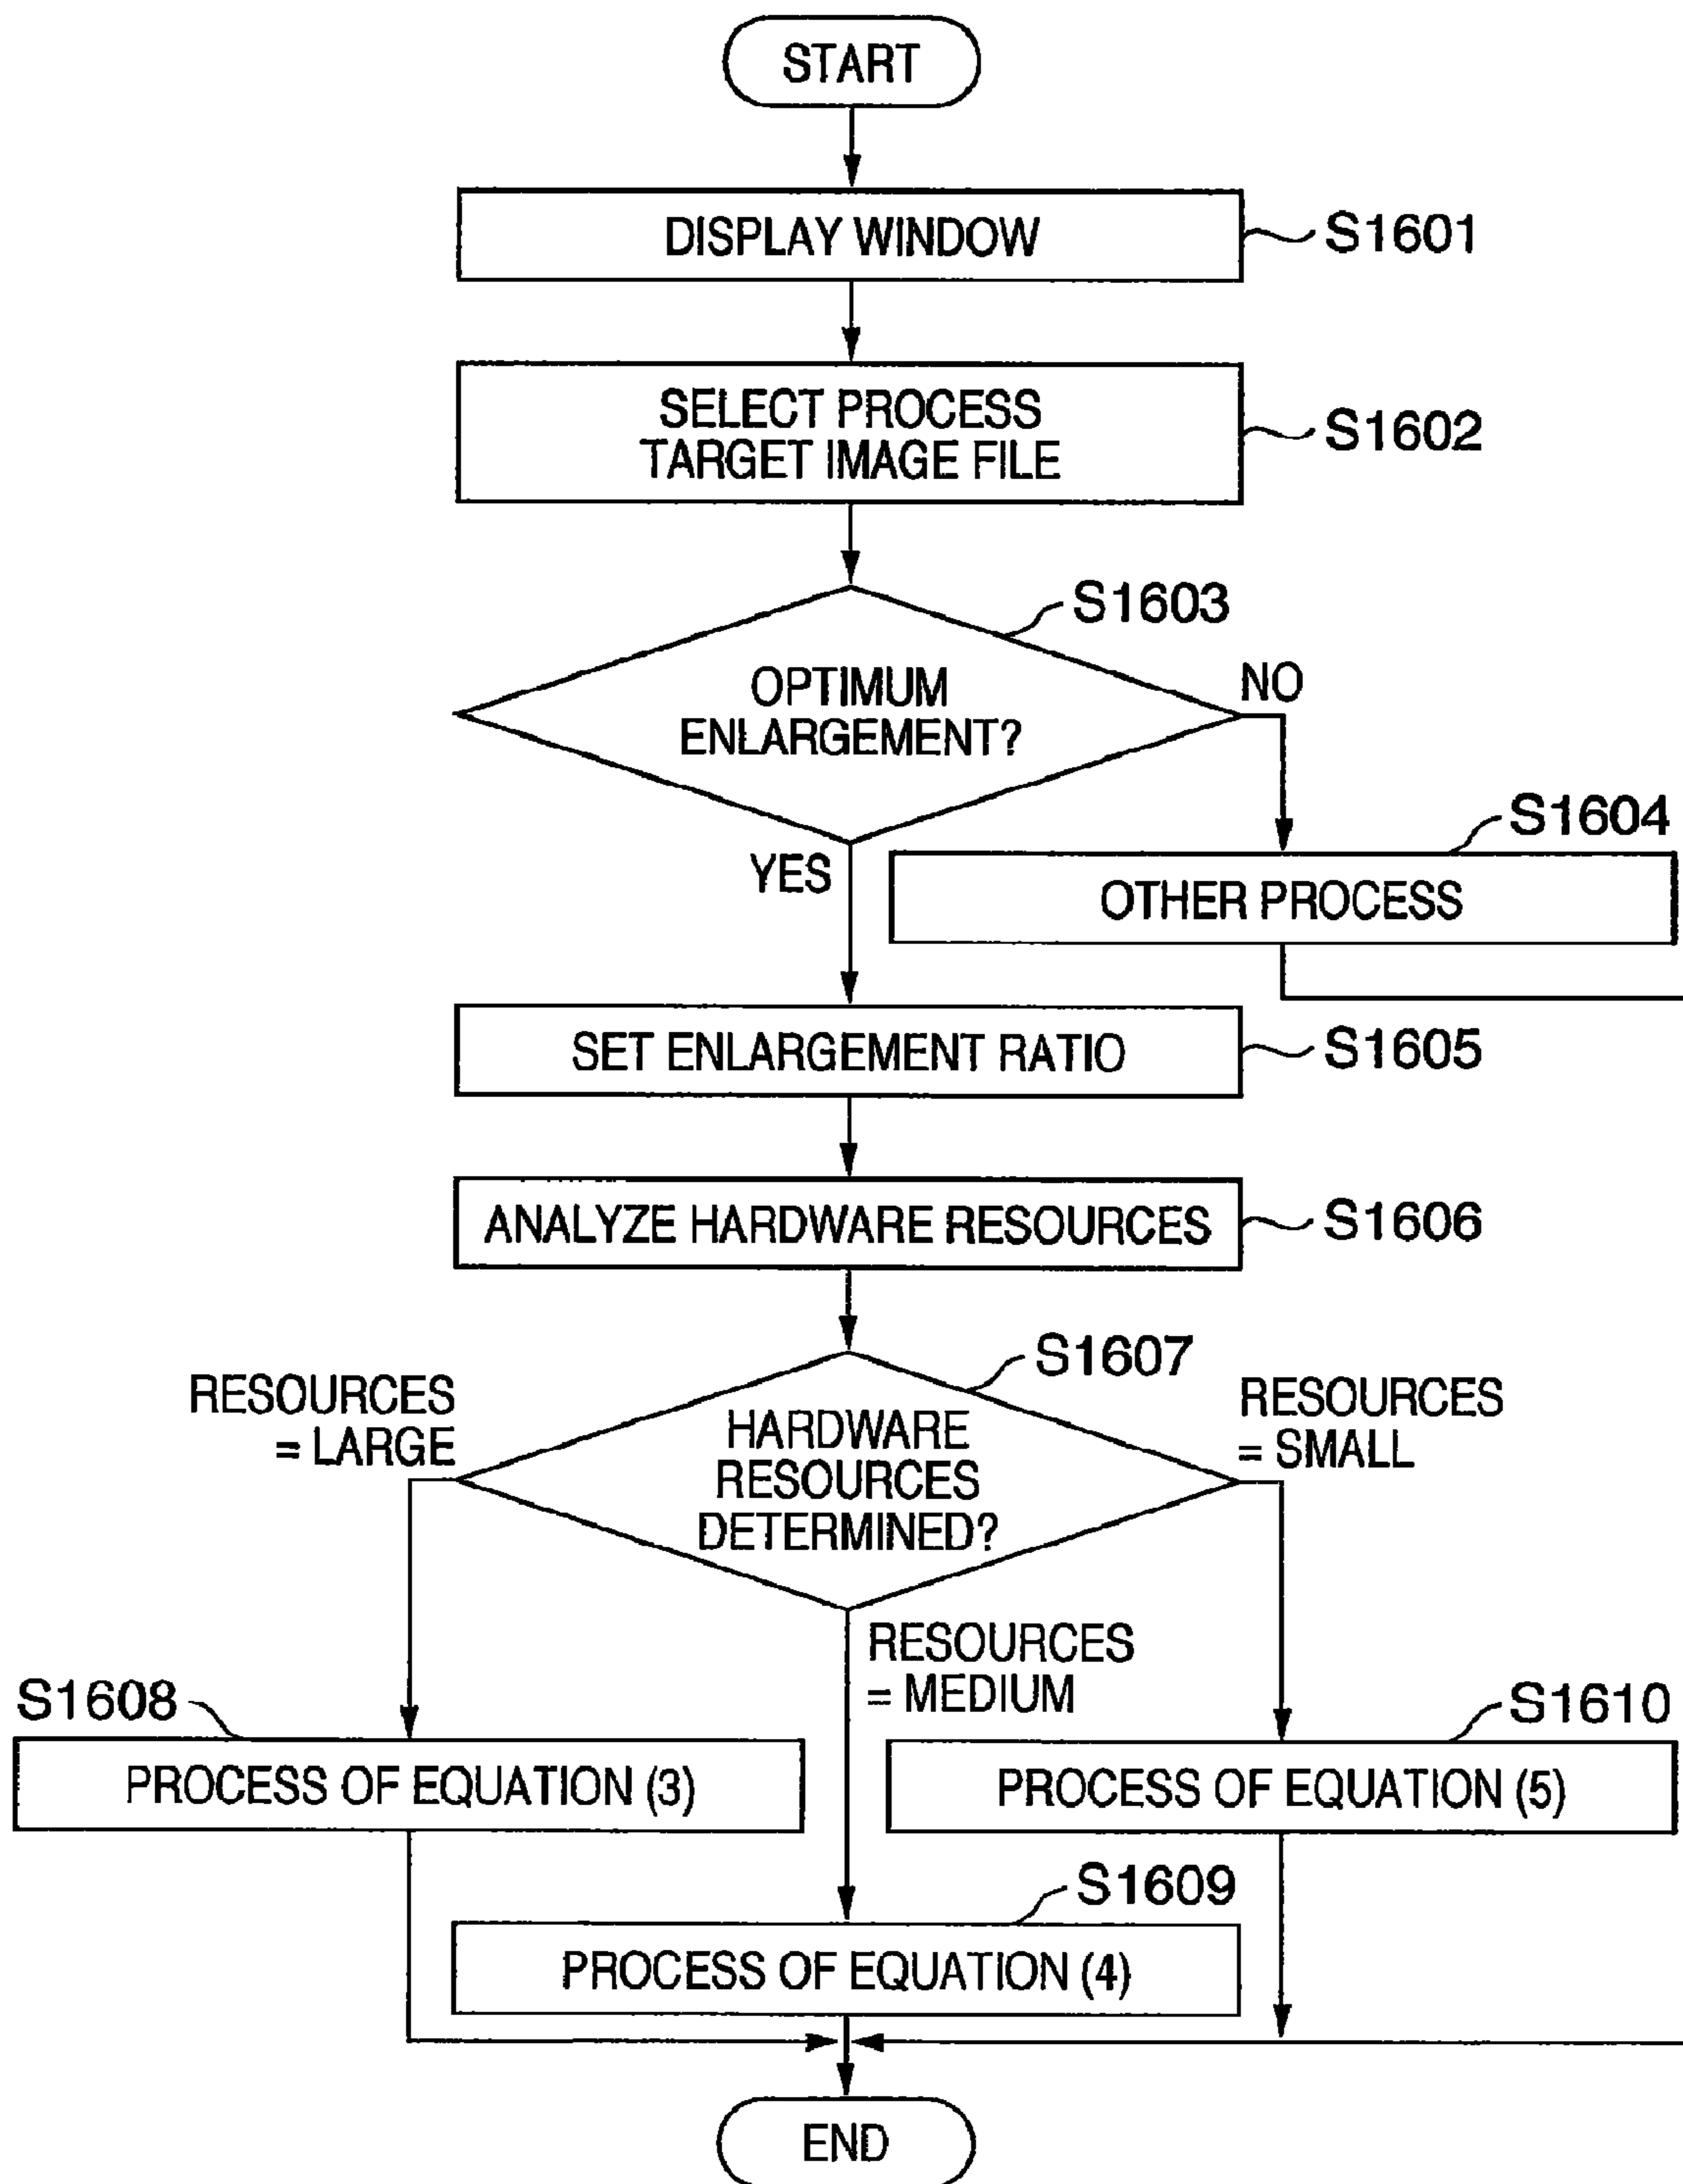 START
DISPLAY WINDOW
S1601
SELECT PROCESS
TARGET IMAGE FILE
S1602
S1603
OPTIMUM
ENLARGEMENT?
NO
YES
S1604
OTHER PROCESS
SET ENLARGEMENT RATIO
S1605
ANALYZE HARDWARE RESOURCES
S1606
S1607
RESOURCES
= LARGE
HARDWARE
RESOURCES
DETERMINED?
RESOURCES
= SMALL
RESOURCES
= MEDIUM
S1608
PROCESS OF EQUATION (3)
S1610
PROCESS OF EQUATION (5)
S1609
PROCESS OF EQUATION (4)
END